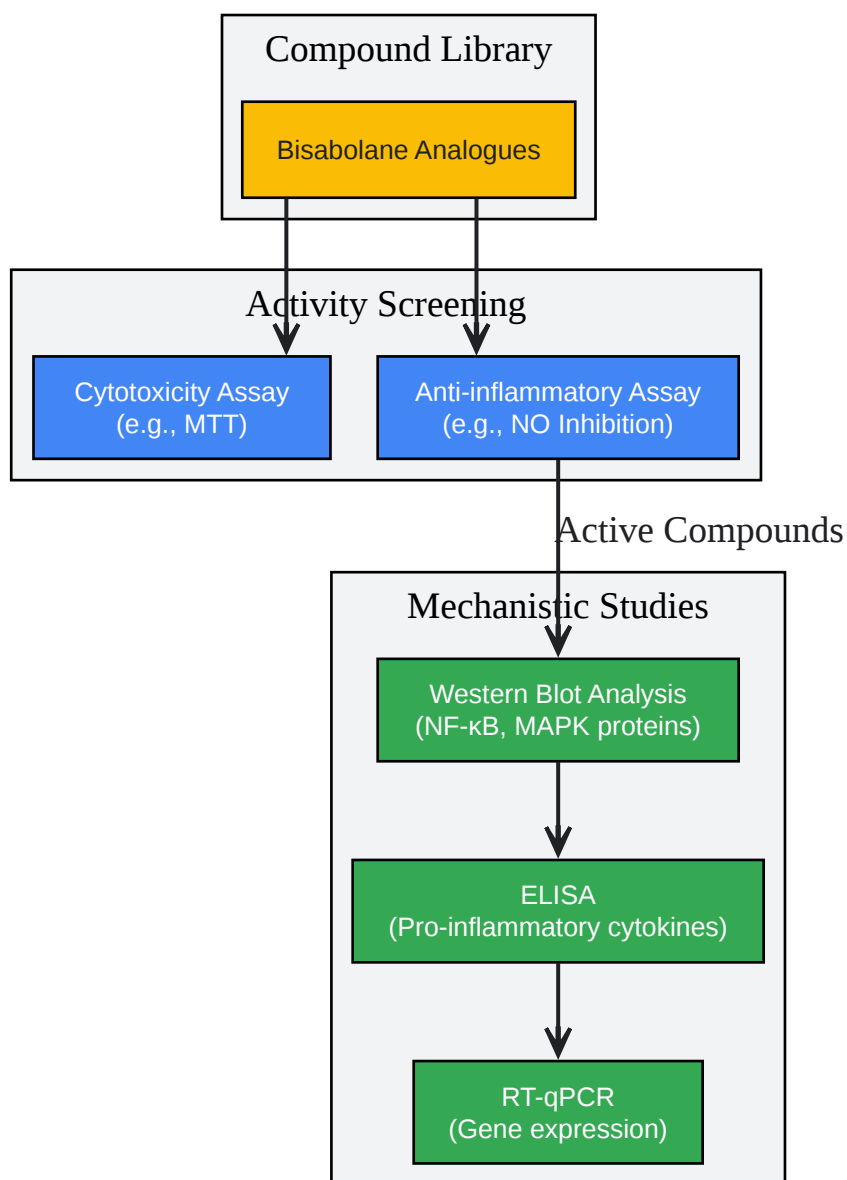 Compound Library
Bisabolane Analogues
Activity Screening
Cytotoxicity Assay
(e.g., MTT)
Anti-inflammatory Assay
(e.g., NO Inhibition)
Active Compounds
Mechanistic Studies
Western Blot Analysis
(NF-κB, MAPK proteins)
ELISA
(Pro-inflammatory cytokines)
RT-qPCR
(Gene expression)